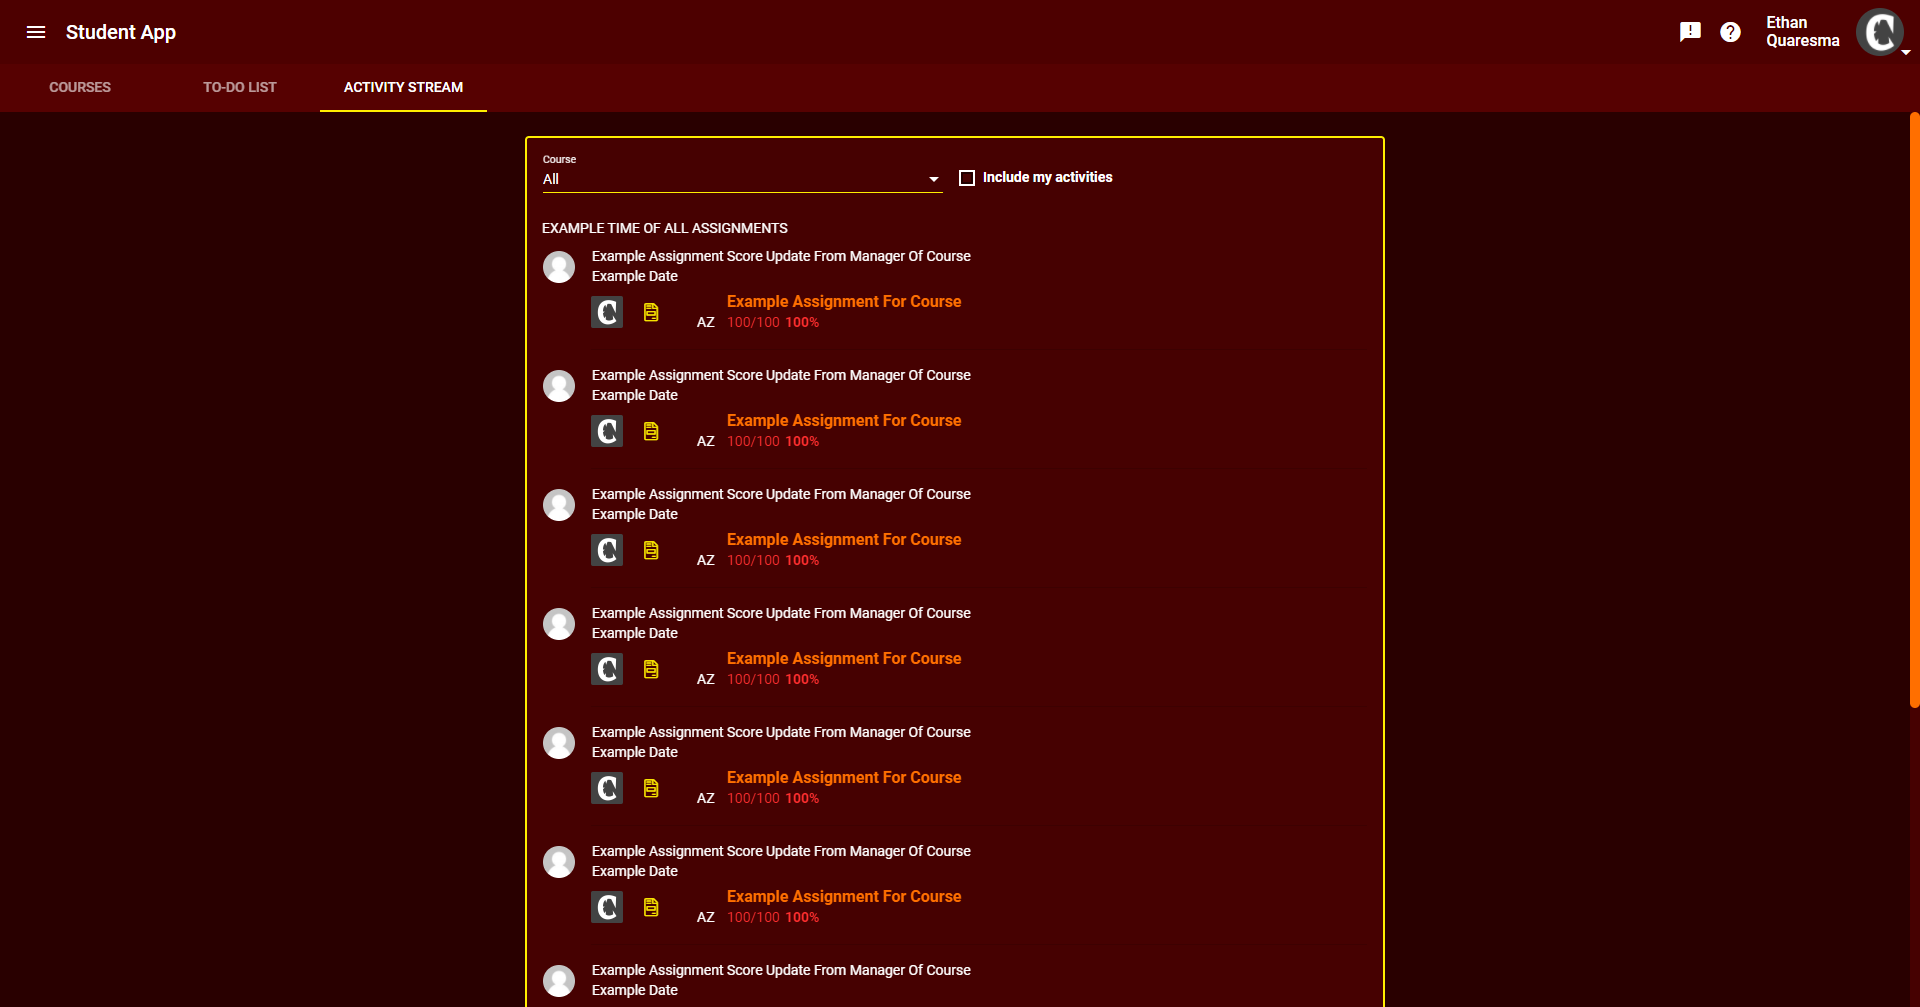 Student App
Ethan
Quaresma
COURSES
TO-DO LIST
ACTIVITY STREAM
Course
All
Include my activities
EXAMPLE TIME OF ALL ASSIGNMENTS
Example Assignment Score Update From Manager Of Course
Example Date
Example Assignment For Course
AZ 100/100 100%
Example Assignment Score Update From Manager Of Course
Example Date
Example Assignment For Course
AZ 100/100 100%
Example Assignment Score Update From Manager Of Course
Example Date
Example Assignment For Course
AZ 100/100 100%
Example Assignment Score Update From Manager Of Course
Example Date
Example Assignment For Course
AZ 100/100 100%
Example Assignment Score Update From Manager Of Course
Example Date
Example Assignment For Course
AZ 100/100 100%
Example Assignment Score Update From Manager Of Course
Example Date
Example Assignment For Course
AZ 100/100 100%
Example Assignment Score Update From Manager Of Course
Example Date